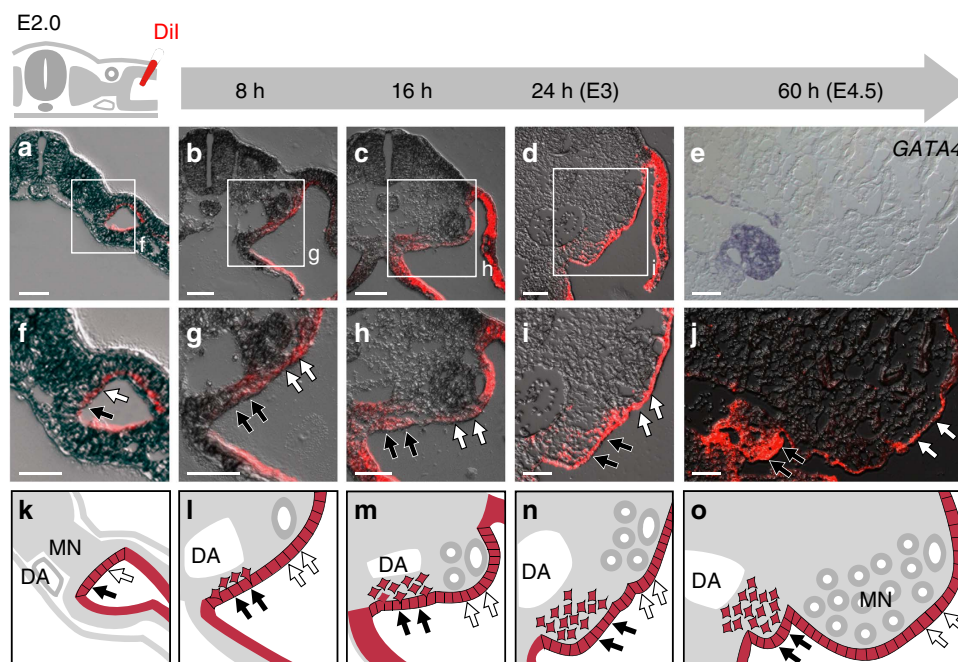 E2.0
DiI
8 h
16 h
24 h (E3)
60 h (E4.5)
a
f
b
g
c
h
d
i
e
GATA4
f
g
h
i
j
k
MN
DA
l
DA
m
DA
n
DA
o
DA
MN